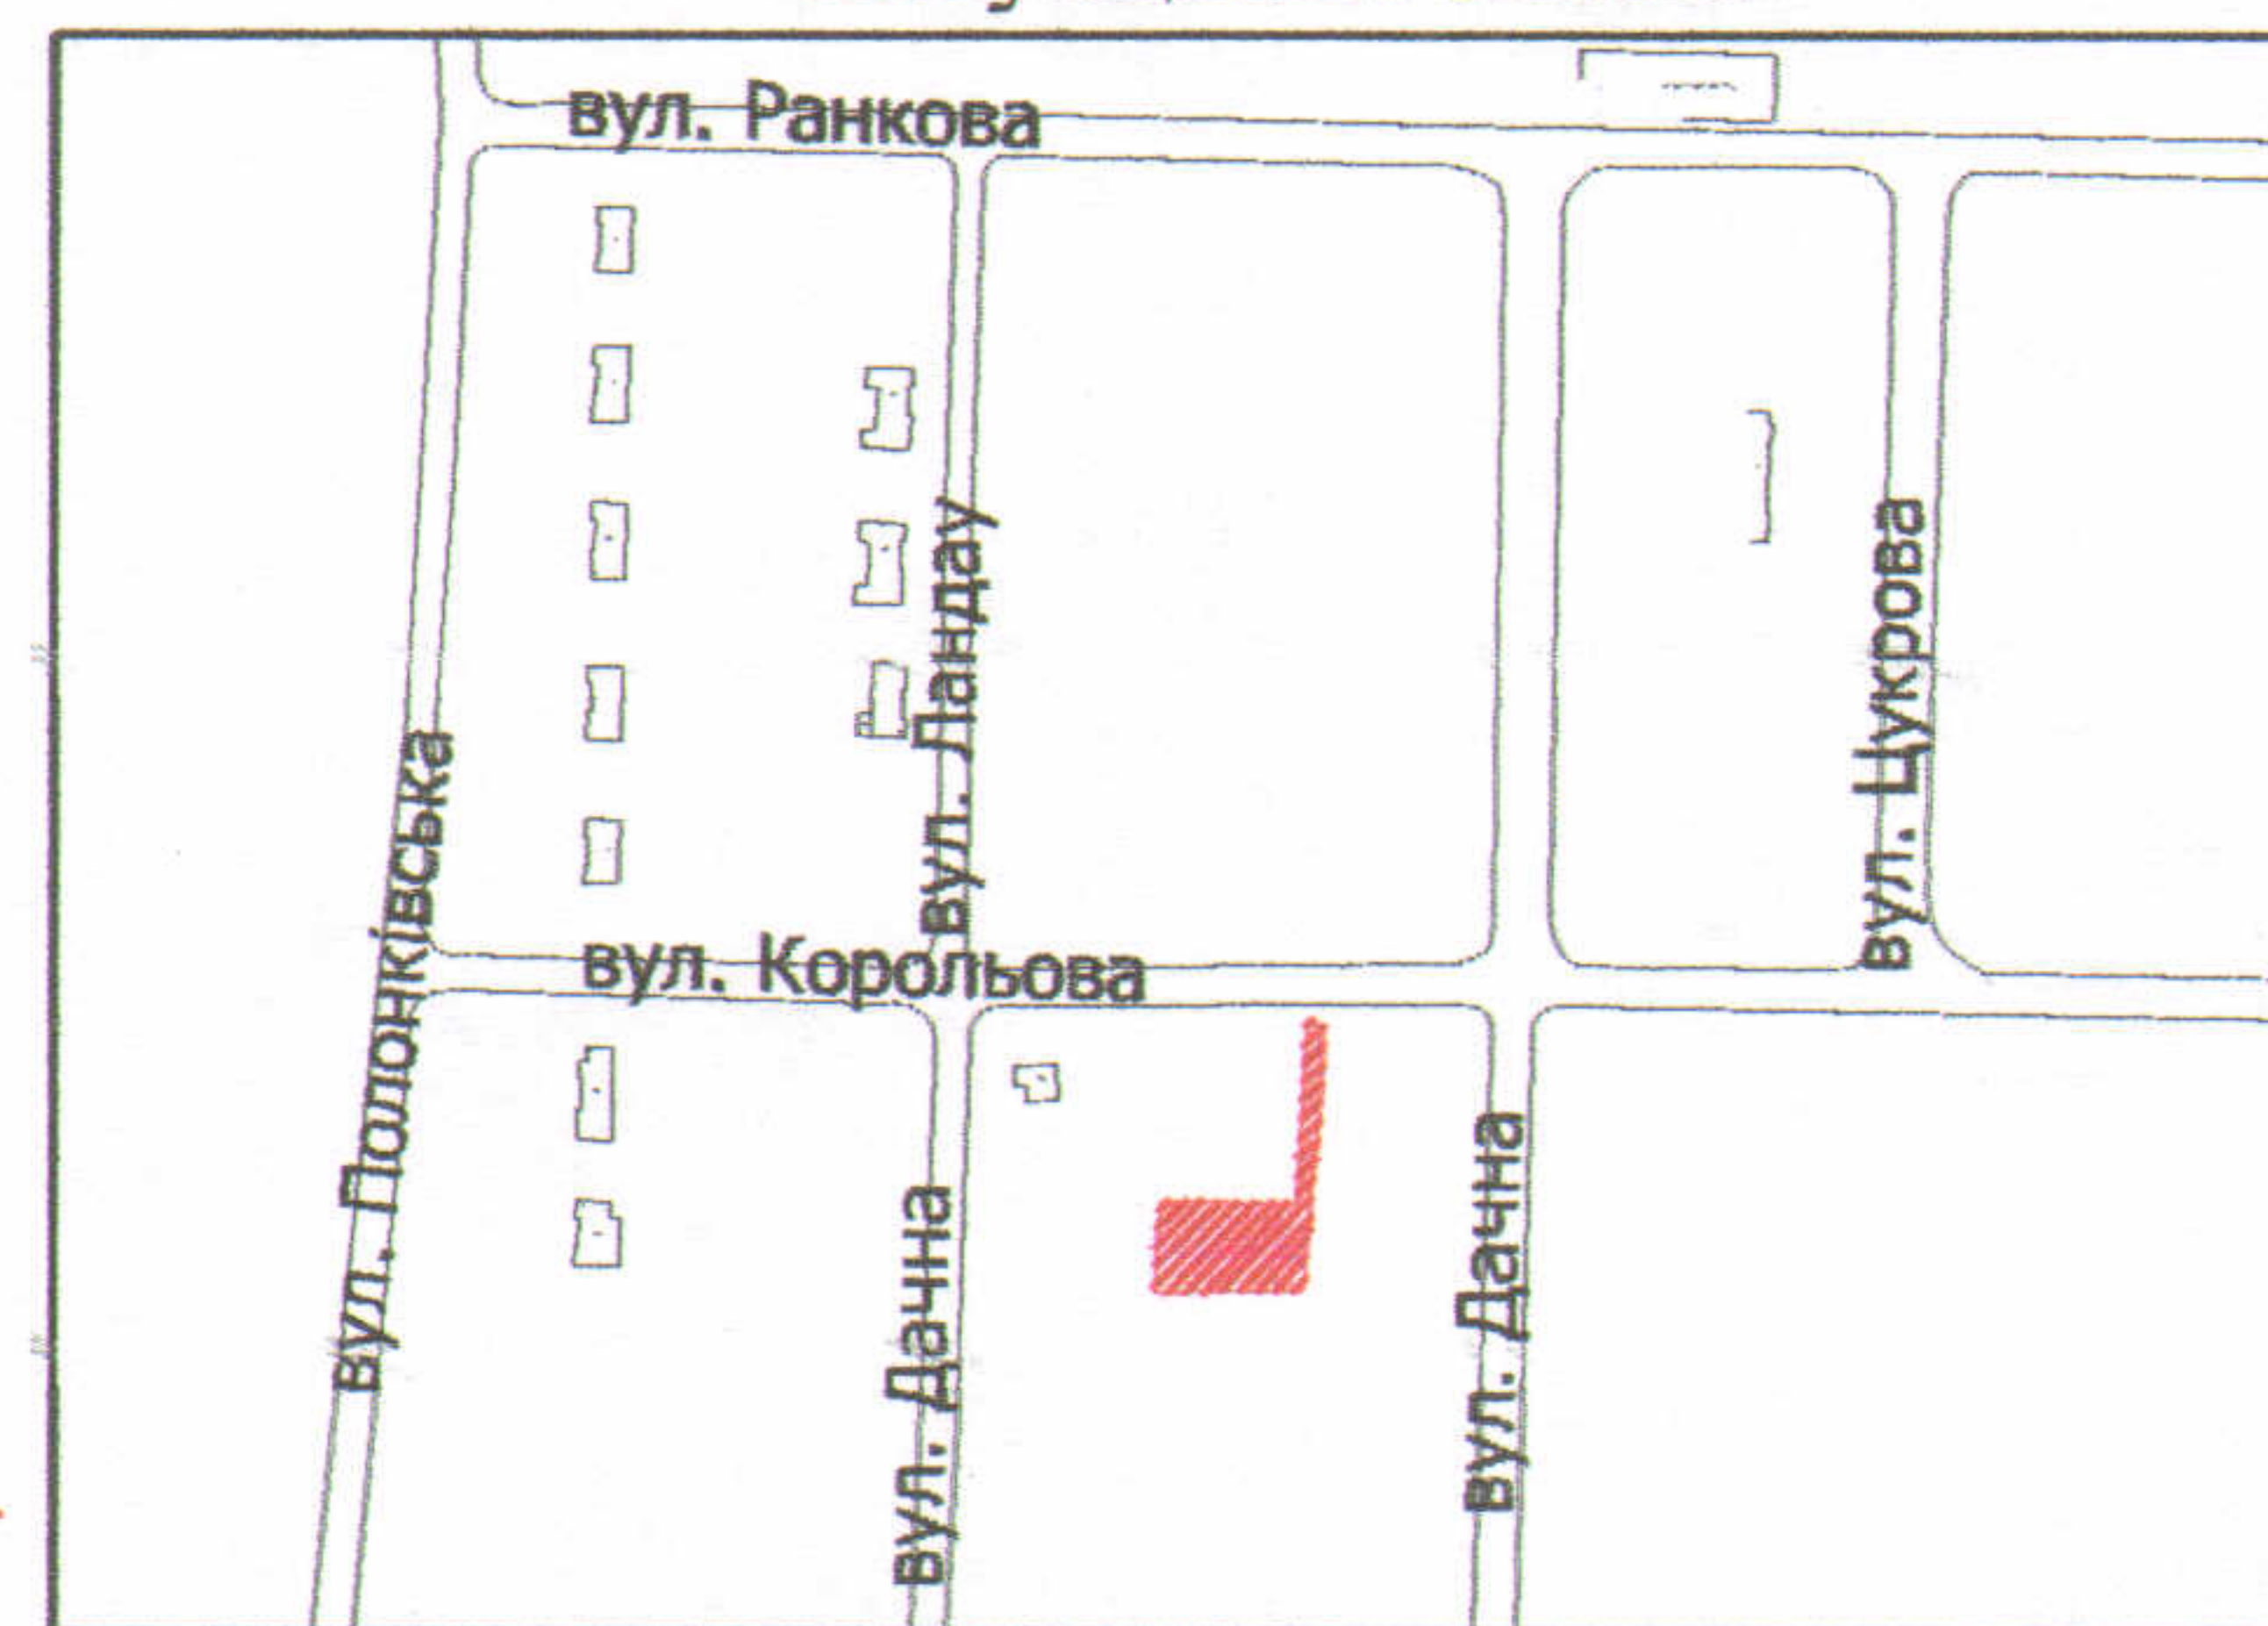 вул. Ранкова
вул. Ландау
вул. Цукрова
вул. Полонківська
вул. Корольова
вул. Дачна
вул. Дачна